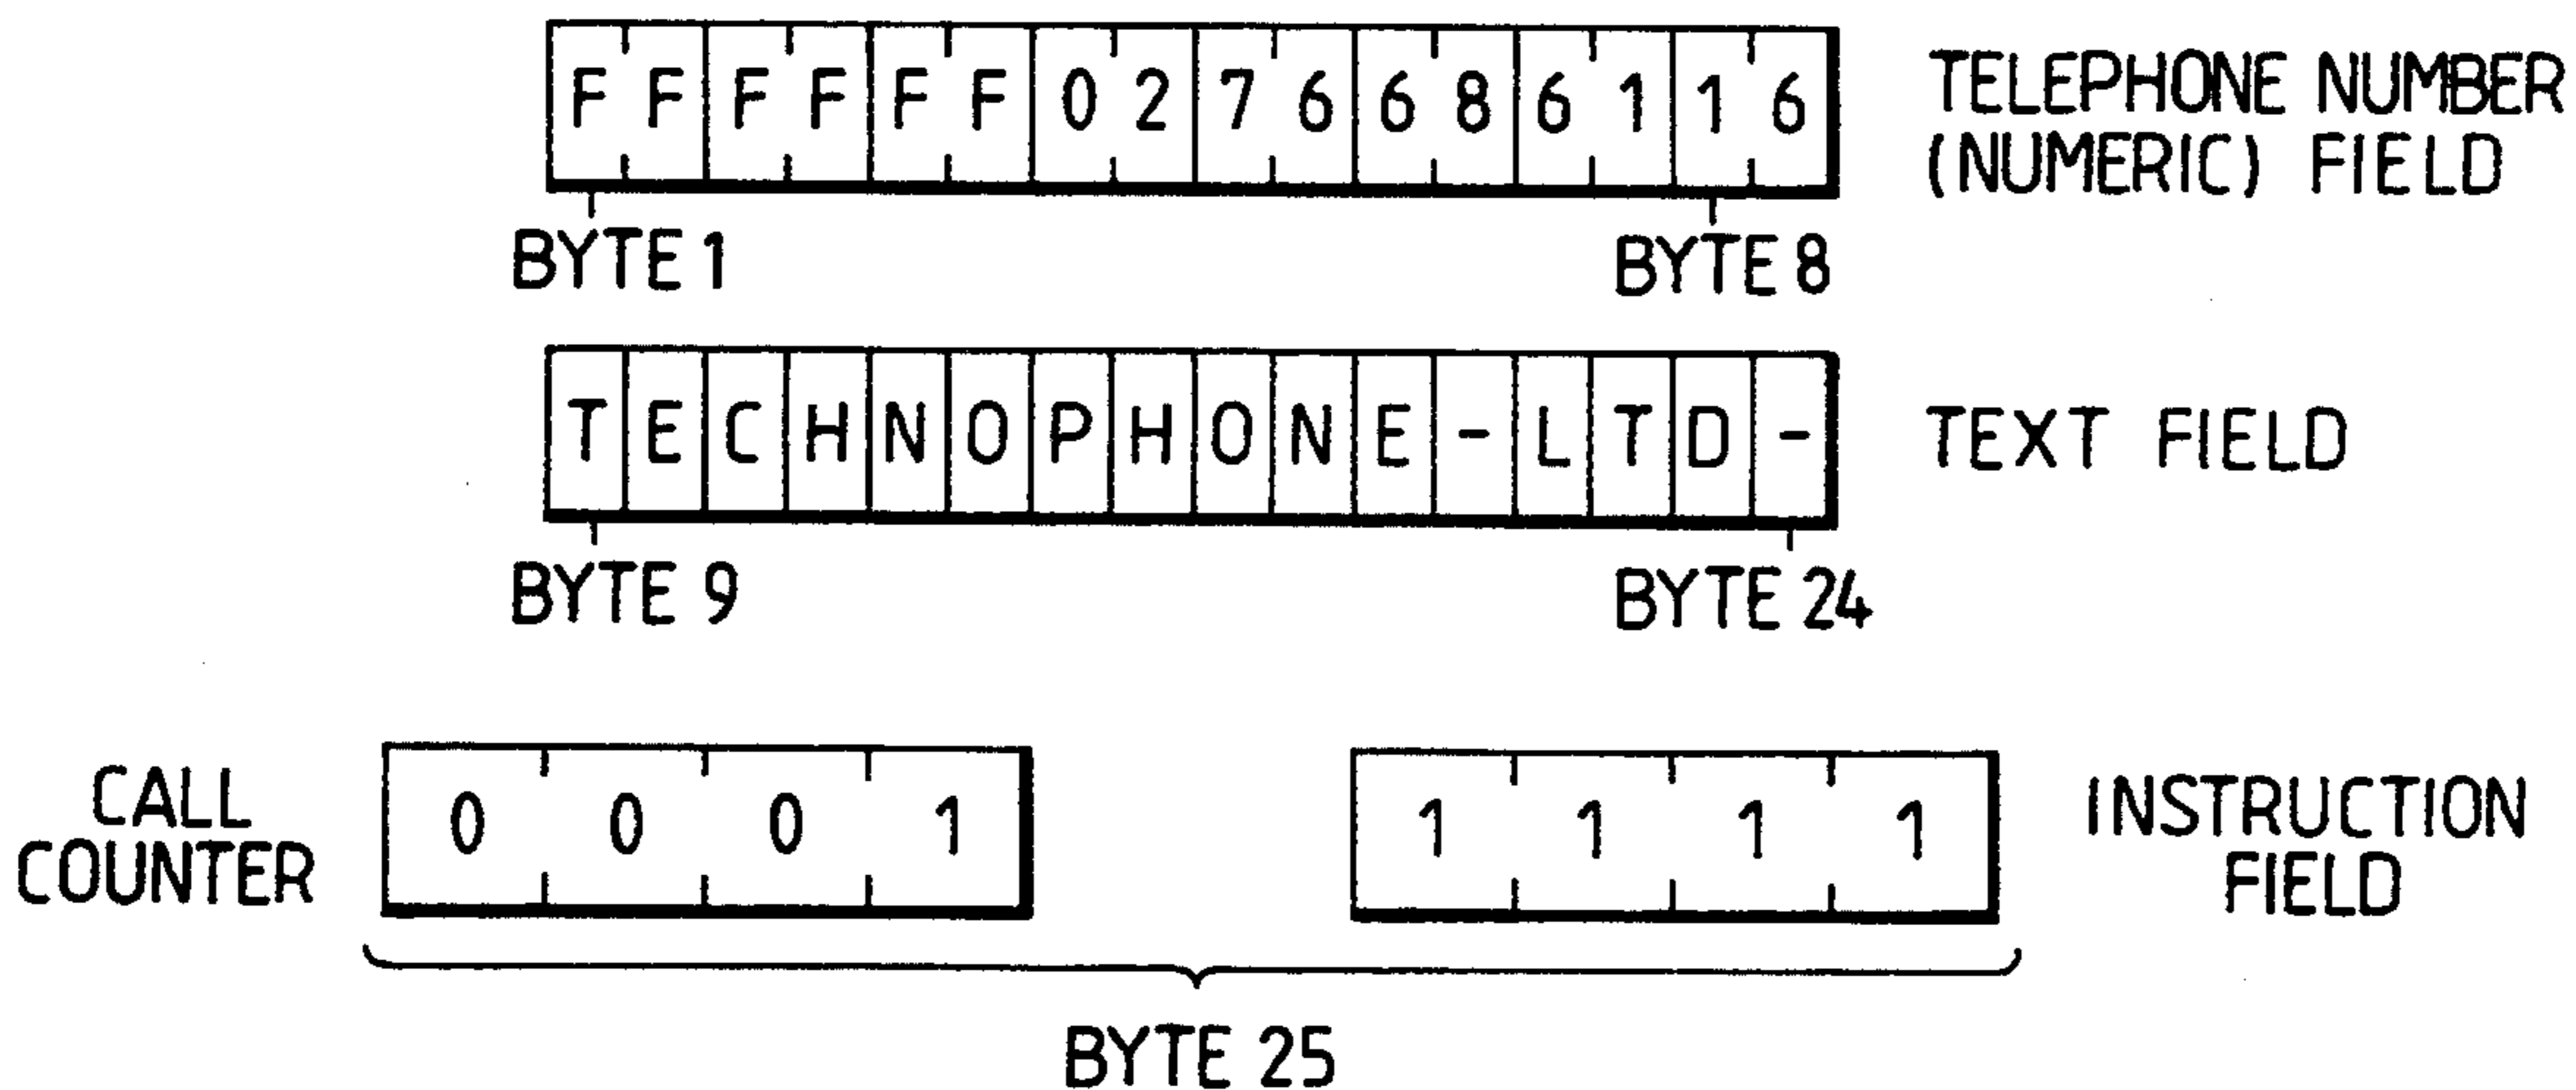 F F F F F F 0 2 7 6 6 8 6 1 1 6
TELEPHONE NUMBER
(NUMERIC) FIELD
BYTE 1
BYTE 8
T E C H N O P H O N E - L T D -
TEXT FIELD
BYTE 9
BYTE 24
CALL
COUNTER
0 0 0 1
1 1 1 1
INSTRUCTION
FIELD
BYTE 25